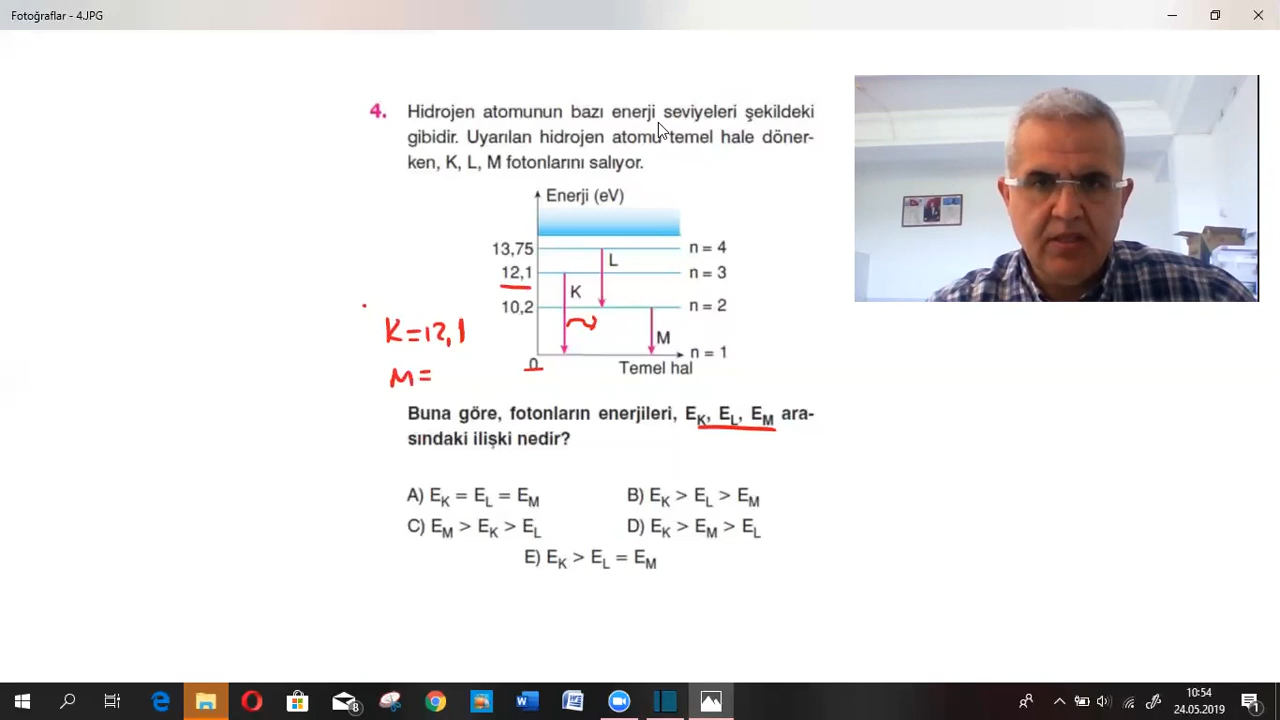 Fotoğraflar - 4.JPG
4. Hidrojen atomunun bazı enerji seviyeleri şekildeki
gibidir. Uyarılan hidrojen atomu temel hale döner-
ken, K, L, M fotonlarını salıyor.
Enerji (eV)
13,75 n = 4
L
12,1 n = 3
K
10,2 n = 2
K=12,1
M
0 n = 1
Temel hal
M=
Buna göre, fotonların enerjileri, EK, EL, EM ara-
sındaki ilişki nedir?
A) EK = EL = EM B) EK > EL > EM
C) EM > EK > EL D) EK > EM > EL
E) EK > EL = EM
8
10:54
24.05.2019
1